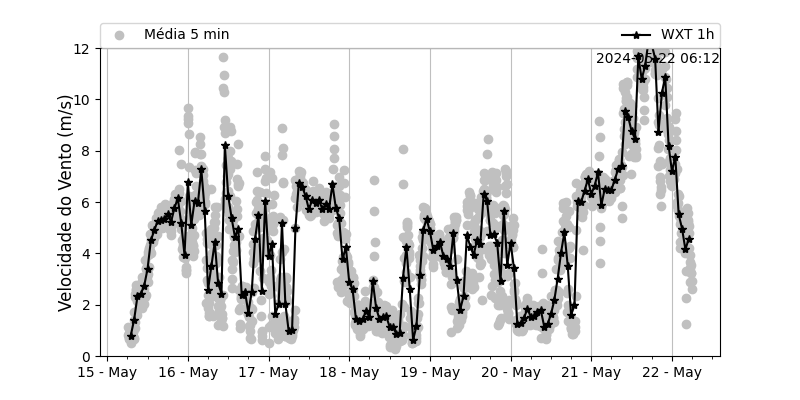 Média 5 min
WXT 1h
2024-05-22 06:12
Velocidade do Vento (m/s)
12
10
8
6
4
2
0
15 - May
16 - May
17 - May
18 - May
19 - May
20 - May
21 - May
22 - May